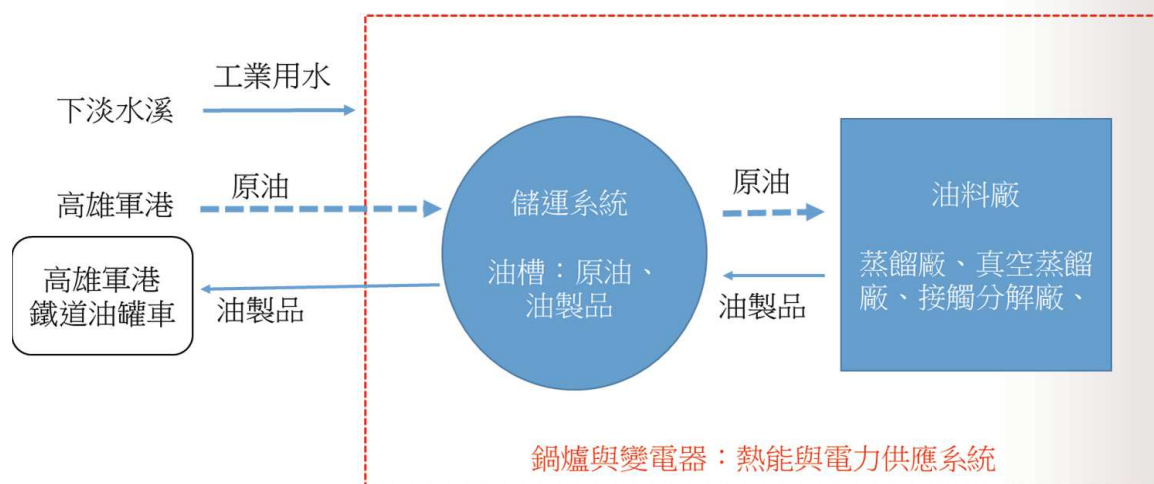 工業用水
下淡水溪
高雄軍港
原油
高雄軍港
鐵道油罐車
油製品
儲運系統
油槽：原油、
油製品
原油
油製品
油料廠
蒸餾廠、真空蒸餾
廠、接觸分解廠、
鍋爐與變電器：熱能與電力供應系統